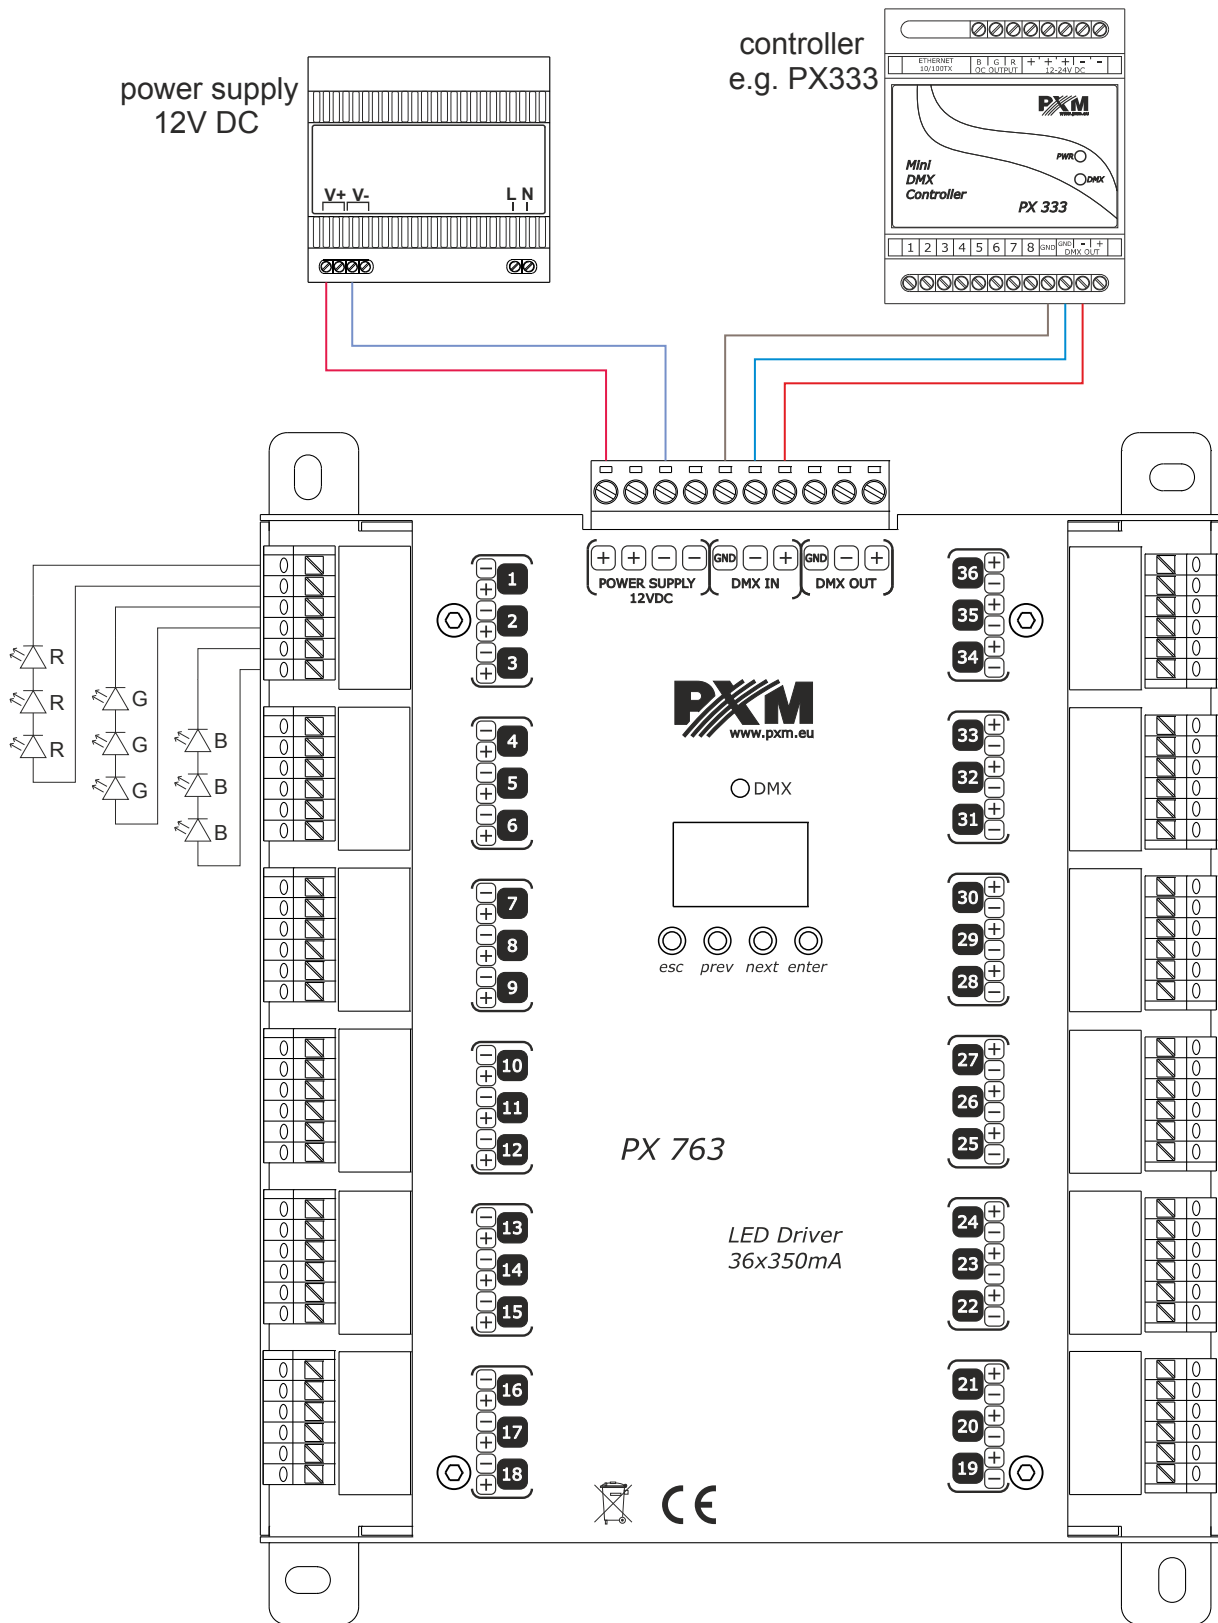 power supply
12V DC
V+ V- L N
controller
e.g. PX333
ETHERNET
10/100TX
B G R
OC OUTPUT
+ + + - -
12-24V DC
PXM
www.pxm.eu
PWR
DMX
Mini
DMX
Controller
PX 333
1 2 3 4 5 6 7 8 GND GND - +
DMX OUT
+ + - - GND - + GND - +
POWER SUPPLY
12VDC
DMX IN
DMX OUT
R
R
R
G
G
G
B
B
B
- 1 +
- 2 +
- 3 +
- 4 +
- 5 +
- 6 +
- 7 +
- 8 +
- 9 +
- 10 +
- 11 +
- 12 +
- 13 +
- 14 +
- 15 +
- 16 +
- 17 +
- 18 +
PXM
www.pxm.eu
DMX
esc prev next enter
PX 763
LED Driver
36x350mA
CE
36 + -
35 + -
34 + -
33 + -
32 + -
31 + -
30 + -
29 + -
28 + -
27 + -
26 + -
25 + -
24 + -
23 + -
22 + -
21 + -
20 + -
19 + -